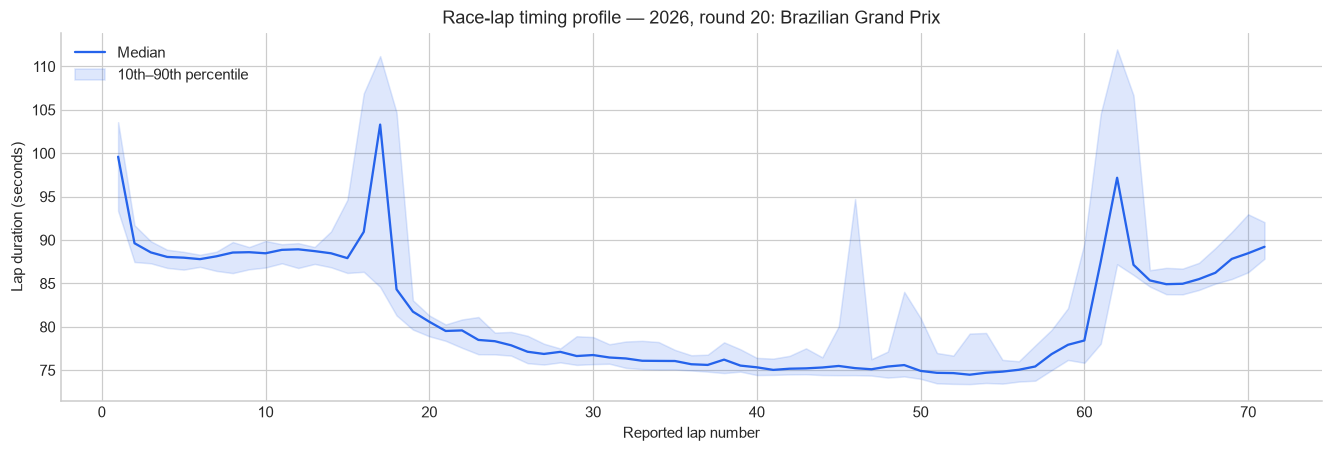 Race-lap timing profile — 2026, round 20: Brazilian Grand Prix
Median
10th–90th percentile
Lap duration (seconds)
110
105
100
95
90
85
80
75
0 10 20 30 40 50 60 70
Reported lap number